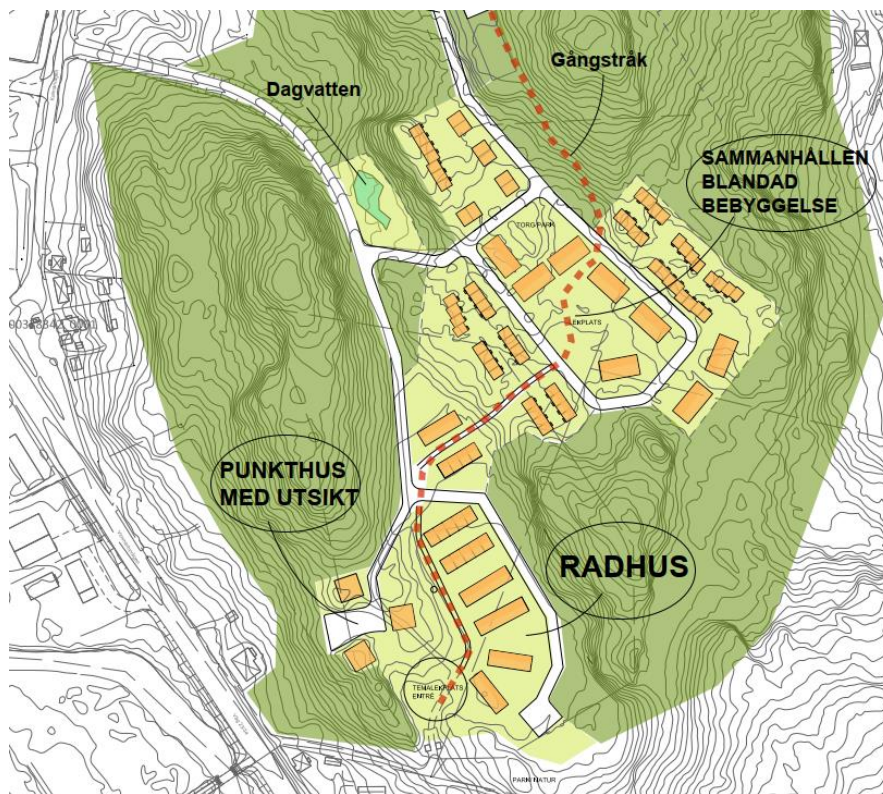 Gångstråk
Dagvatten
SAMMANHÅLLEN
BLANDAD
BEBYGGELSE
TORG/PARK
LEKPLATS
PUNKTHUS
MED UTSIKT
RADHUS
TEMALEKPLATS
ENTRÉ
PARK/NATUR